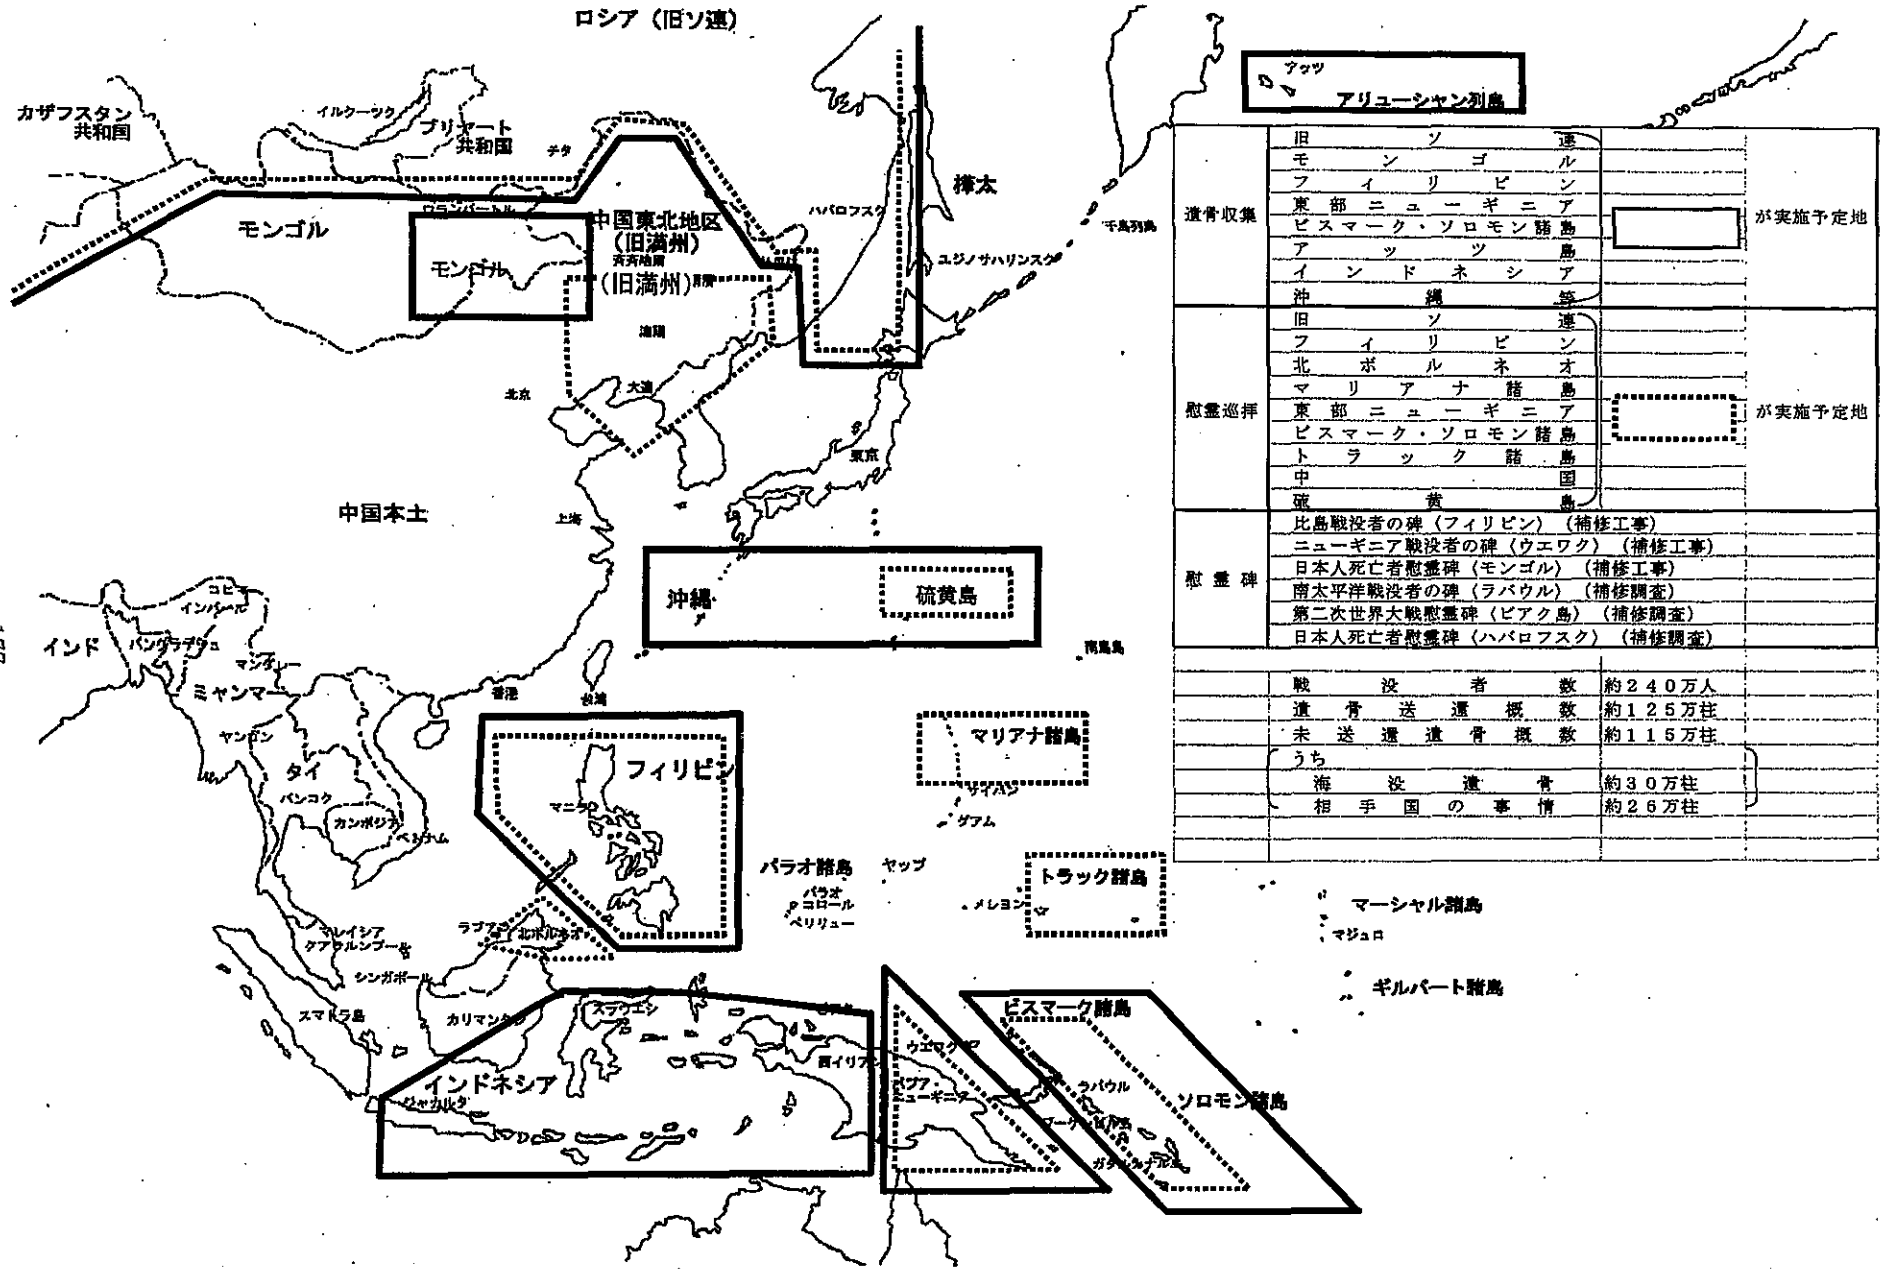 ロシア（旧ソ連）
アッツ
アリューシャン列島
カザフスタン
共和国
イルクーツク
ブリヤート
共和国
チタ
樺太
モンゴル
ウランバートル
中国東北地区
（旧満州）
ハバロフスク
千島列島
モンゴル
（旧満州）
ユジノサハリンスク
瀋陽
北京
大連
東京
中国本土
上海
沖縄
硫黄島
南鳥島
コヒマ
インパール
インド
バングラデシュ
マンダレー
ミャンマー
香港
台湾
ヤンゴン
タイ
バンコク
カンボジア
ベトナム
フィリピン
マニラ
マリアナ諸島
サイパン
グアム
パラオ諸島
パラオ
コロール
ペリリュー
ヤップ
メレヨン
トラック諸島
マーシャル諸島
マジュロ
ギルバート諸島
ラブアン
北ボルネオ
マレイシア
クアラルンプール
シンガポール
スマトラ島
カリマンタン
スラウエシ
西イリアン
インドネシア
ジャカルタ
ウエワク
パプア・
ニューギニア
ビスマーク諸島
ラバウル
ソロモン諸島
ブーゲンビル島
ガダルカナル島
遺骨収集
旧ソ連
モンゴル
フィリピン
東部ニューギニア
ビスマーク・ソロモン諸島
アッツ島
インドネシア
沖縄等
が実施予定地
慰霊巡拝
旧ソ連
フィリピン
北ボルネオ
マリアナ諸島
東部ニューギニア
ビスマーク・ソロモン諸島
トラック諸島
中国
硫黄島
が実施予定地
慰霊碑
比島戦没者の碑（フィリピン）（補修工事）
ニューギニア戦没者の碑（ウエワク）（補修工事）
日本人死亡者慰霊碑（モンゴル）（補修工事）
南太平洋戦没者の碑（ラバウル）（補修調査）
第二次世界大戦慰霊碑（ビアク島）（補修調査）
日本人死亡者慰霊碑（ハバロフスク）（補修調査）
戦没者数 約２４０万人
遺骨送還概数 約１２５万柱
未送還遺骨概数 約１１５万柱
うち
海没遺骨 約３０万柱
相手国の事情 約２６万柱